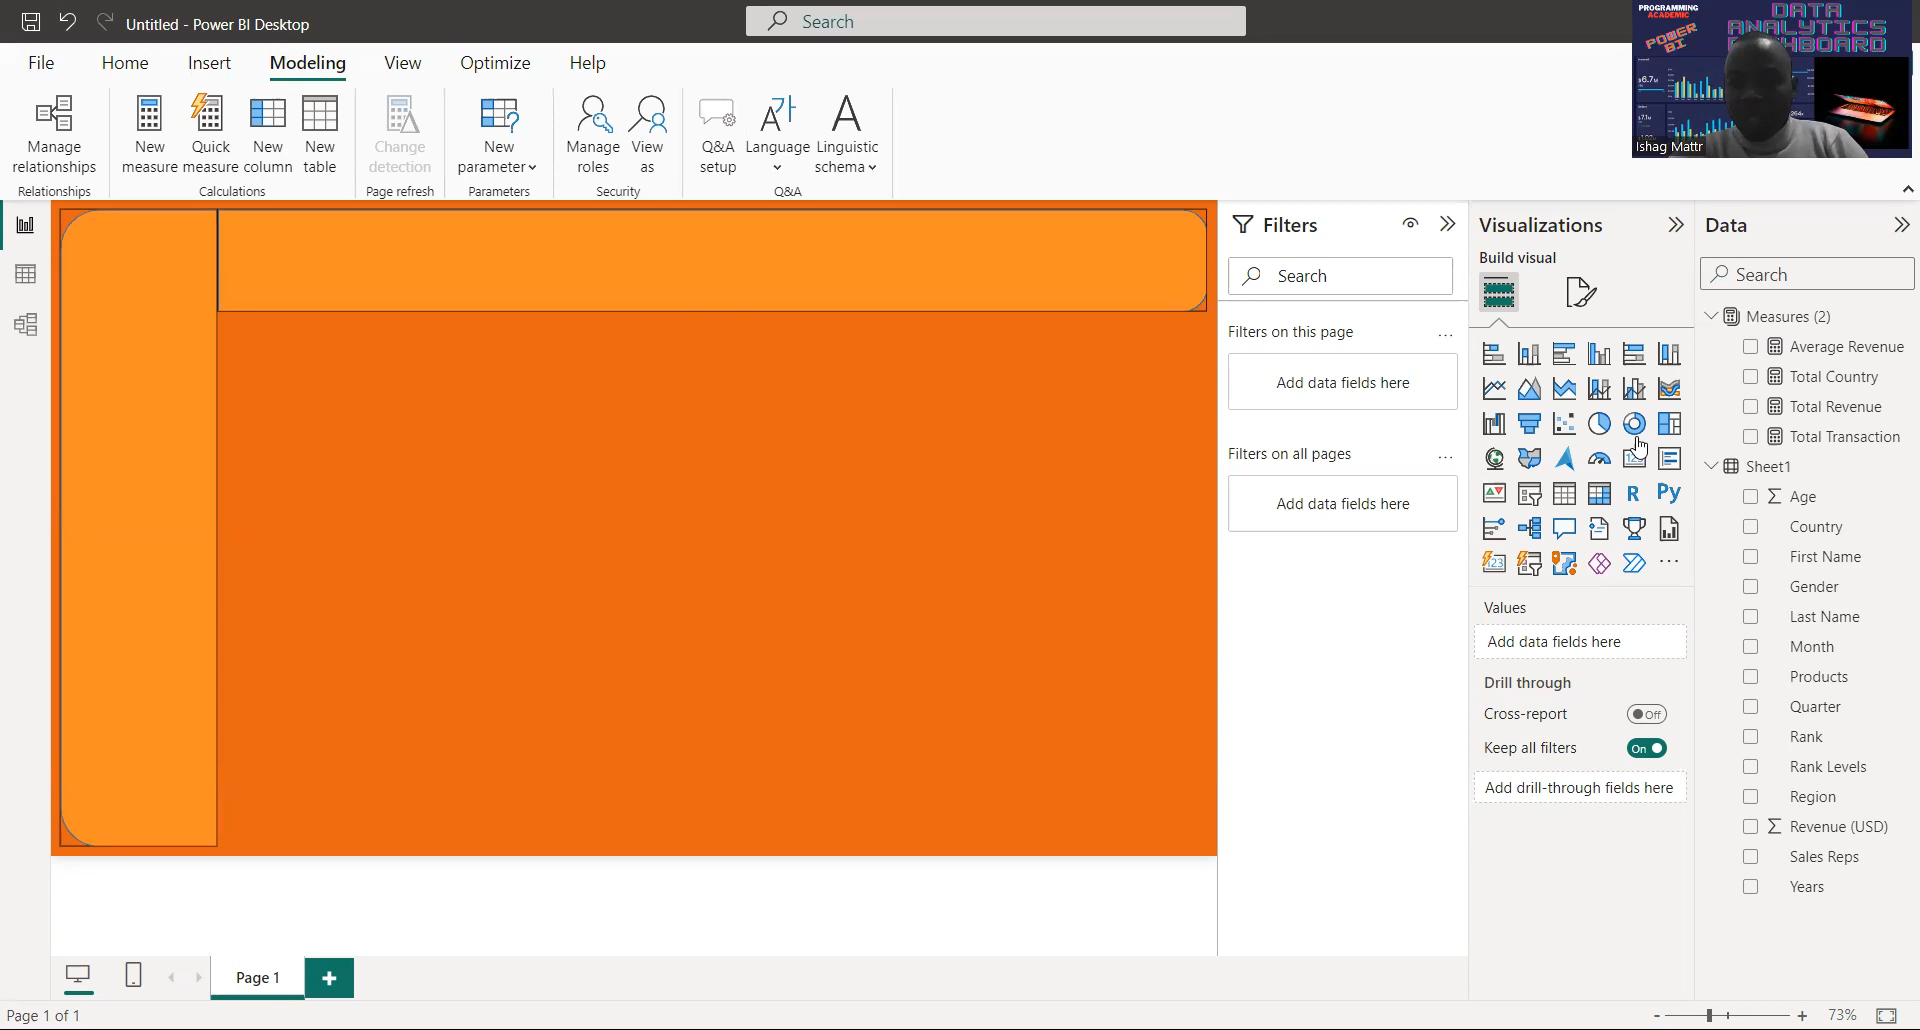 Untitled - Power BI Desktop
Search
PROGRAMMING
ACADEMIC
POWER
BI
DATA
ANALYTICS
DASHBOARD
Ishag Mattr
File
Home
Insert
Modeling
View
Optimize
Help
Manage
relationships
Relationships
New
measure
Quick
measure
New
column
New
table
Calculations
Change
detection
Page refresh
New
parameter
Parameters
Manage
roles
View
as
Security
Q&A
setup
Language
Linguistic
schema
Q&A
Filters
Search
Filters on this page
...
Add data fields here
Filters on all pages
...
Add data fields here
Visualizations
Build visual
R
Py
123
...
Values
Add data fields here
Drill through
Cross-report
Off
Keep all filters
On
Add drill-through fields here
Data
Search
Measures (2)
Average Revenue
Total Country
Total Revenue
Total Transaction
Sheet1
Age
Country
First Name
Gender
Last Name
Month
Products
Quarter
Rank
Rank Levels
Region
Revenue (USD)
Sales Reps
Years
Page 1
+
Page 1 of 1
-
+
73%